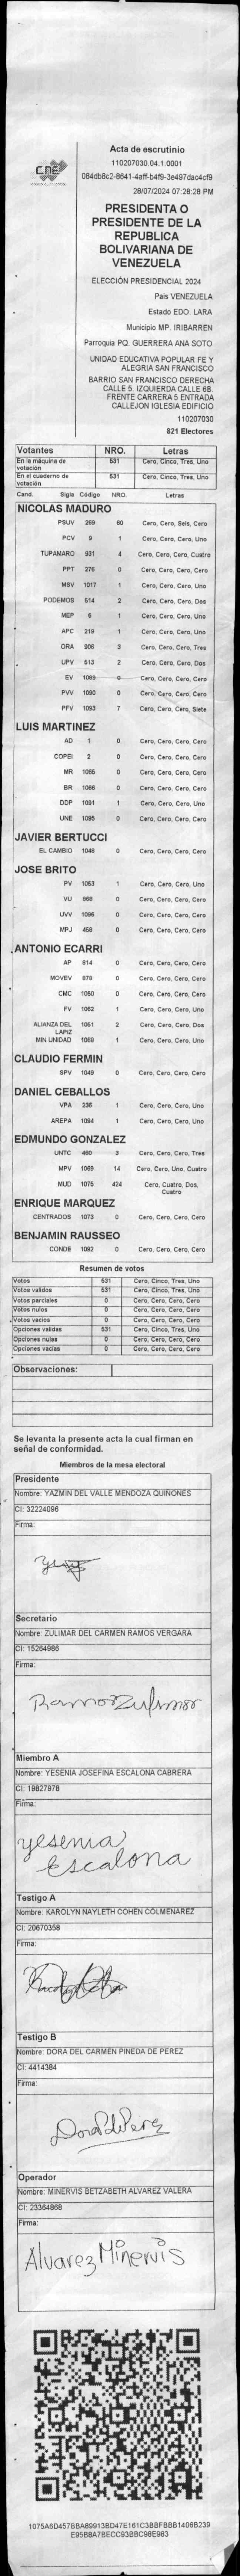 CNE
Acta de escrutinio
110207030.04.1.0001
084db8c2-8641-4aff-b4f9-3e497dac4cf9
28/07/2024 07:28:28 PM
PRESIDENTA O
PRESIDENTE DE LA
REPUBLICA
BOLIVARIANA DE
VENEZUELA
ELECCIÓN PRESIDENCIAL 2024
País VENEZUELA
Estado EDO. LARA
Municipio MP. IRIBARREN
Parroquia PQ. GUERRERA ANA SOTO
UNIDAD EDUCATIVA POPULAR FE Y
ALEGRIA SAN FRANCISCO
BARRIO SAN FRANCISCO DERECHA
CALLE 5. IZQUIERDA CALLE 6B.
FRENTE CARRERA 5 ENTRADA
CALLEJON IGLESIA EDIFICIO
110207030
821 Electores
Votantes NRO. Letras
En la máquina de votación 531 Cero, Cinco, Tres, Uno
En el cuaderno de votación 531 Cero, Cinco, Tres, Uno
Cand. Sigla Código NRO. Letras
NICOLAS MADURO
PSUV 269 60 Cero, Cero, Seis, Cero
PCV 9 1 Cero, Cero, Cero, Uno
TUPAMARO 931 4 Cero, Cero, Cero, Cuatro
PPT 276 0 Cero, Cero, Cero, Cero
MSV 1017 1 Cero, Cero, Cero, Uno
PODEMOS 514 2 Cero, Cero, Cero, Dos
MEP 6 1 Cero, Cero, Cero, Uno
APC 219 1 Cero, Cero, Cero, Uno
ORA 906 3 Cero, Cero, Cero, Tres
UPV 513 2 Cero, Cero, Cero, Dos
EV 1099 0 Cero, Cero, Cero, Cero
PVV 1090 0 Cero, Cero, Cero, Cero
PFV 1093 7 Cero, Cero, Cero, Siete
LUIS MARTINEZ
AD 1 0 Cero, Cero, Cero, Cero
COPEI 2 0 Cero, Cero, Cero, Cero
MR 1055 0 Cero, Cero, Cero, Cero
BR 1066 0 Cero, Cero, Cero, Cero
DDP 1091 1 Cero, Cero, Cero, Uno
UNE 1095 0 Cero, Cero, Cero, Cero
JAVIER BERTUCCI
EL CAMBIO 1048 0 Cero, Cero, Cero, Cero
JOSE BRITO
PV 1053 1 Cero, Cero, Cero, Uno
VU 868 0 Cero, Cero, Cero, Cero
UVV 1096 0 Cero, Cero, Cero, Cero
MPJ 459 0 Cero, Cero, Cero, Cero
ANTONIO ECARRI
AP 814 0 Cero, Cero, Cero, Cero
MOVEV 878 0 Cero, Cero, Cero, Cero
CMC 1050 0 Cero, Cero, Cero, Cero
FV 1062 1 Cero, Cero, Cero, Uno
ALIANZA DEL LAPIZ 1051 2 Cero, Cero, Cero, Dos
MIN UNIDAD 1069 1 Cero, Cero, Cero, Uno
CLAUDIO FERMIN
SPV 1049 0 Cero, Cero, Cero, Cero
DANIEL CEBALLOS
VPA 236 1 Cero, Cero, Cero, Uno
AREPA 1094 1 Cero, Cero, Cero, Uno
EDMUNDO GONZALEZ
UNTC 460 3 Cero, Cero, Cero, Tres
MPV 1069 14 Cero, Cero, Uno, Cuatro
MUD 1075 424 Cero, Cuatro, Dos,
Cuatro
ENRIQUE MARQUEZ
CENTRADOS 1073 0 Cero, Cero, Cero, Cero
BENJAMIN RAUSSEO
CONDE 1092 0 Cero, Cero, Cero, Cero
Resumen de votos
Votos 531 Cero, Cinco, Tres, Uno
Votos validos 531 Cero, Cinco, Tres, Uno
Votos parciales 0 Cero, Cero, Cero, Cero
Votos nulos 0 Cero, Cero, Cero, Cero
Votos vacios 0 Cero, Cero, Cero, Cero
Opciones validas 531 Cero, Cinco, Tres, Uno
Opciones nulas 0 Cero, Cero, Cero, Cero
Opciones vacias 0 Cero, Cero, Cero, Cero
Observaciones:
Se levanta la presente acta la cual firman en
señal de conformidad.
Miembros de la mesa electoral
Presidente
Nombre: YAZMIN DEL VALLE MENDOZA QUIÑONES
CI: 32224096
Firma:
Secretario
Nombre: ZULIMAR DEL CARMEN RAMOS VERGARA
CI: 15264986
Firma:
Ramos Zulimar
Miembro A
Nombre: YESENIA JOSEFINA ESCALONA CABRERA
CI: 19827978
Firma:
yesenia
Escalona
Testigo A
Nombre: KAROLYN NAYLETH COHEN COLMENAREZ
CI: 20670358
Firma:
Testigo B
Nombre: DORA DEL CARMEN PINEDA DE PEREZ
CI: 4414384
Firma:
Dora de Perez
Operador
Nombre: MINERVIS BETZABETH ALVAREZ VALERA
CI: 23364868
Firma:
Alvarez Minervis
1075A6D457BBA89913BD47E161C3BBFBBB1406B239
E95B8A7BECC93BBC98E983